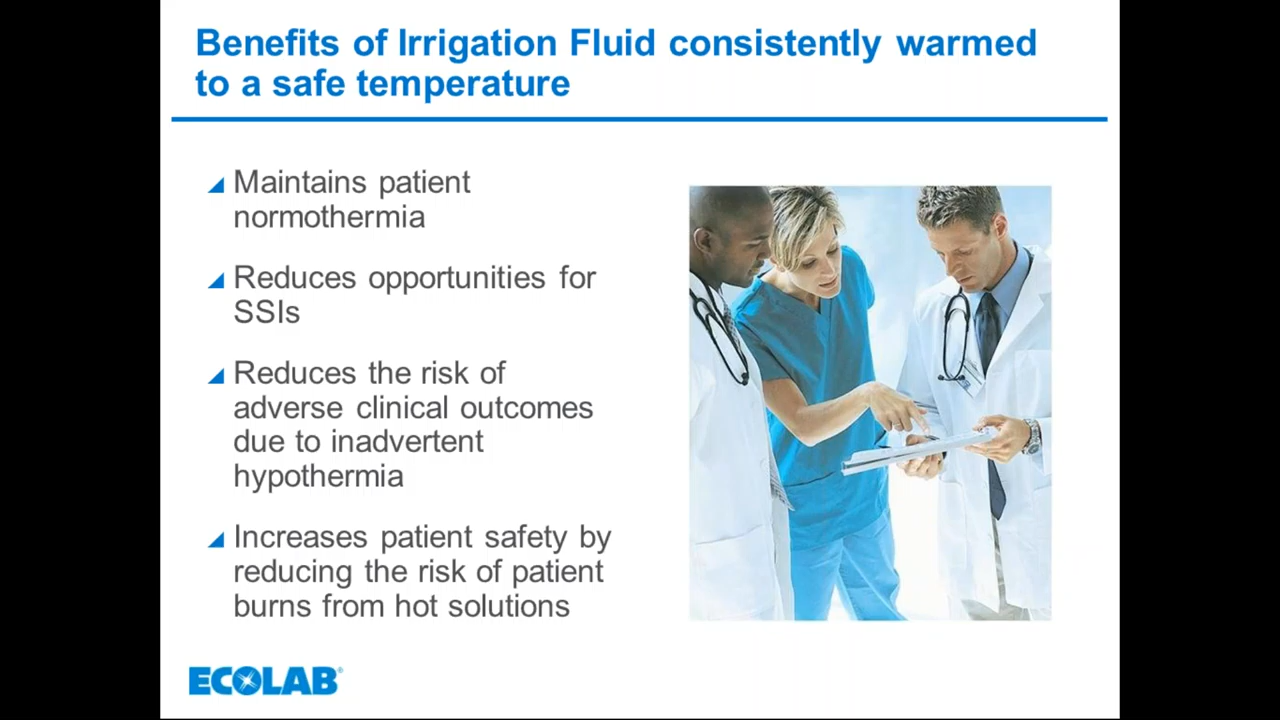 Benefits of Irrigation Fluid consistently warmed
to a safe temperature
Maintains patient
normothermia
Reduces opportunities for
SSIs
Reduces the risk of
adverse clinical outcomes
due to inadvertent
hypothermia
Increases patient safety by
reducing the risk of patient
burns from hot solutions
ECOLAB®